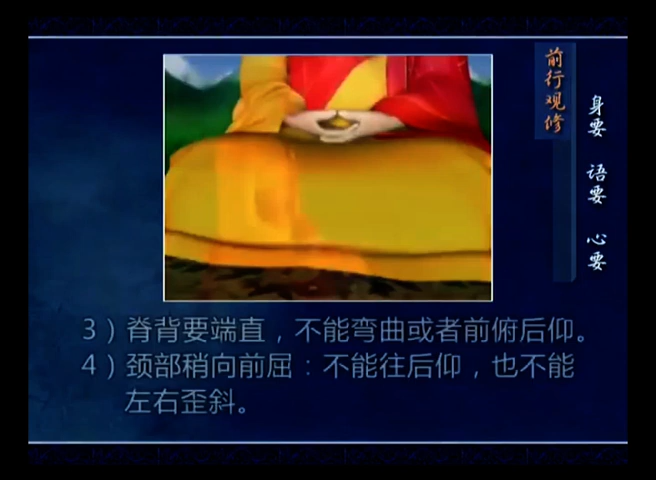 前行观修
身要 语要 心要
3）脊背要端直，不能弯曲或者前俯后仰。
4）颈部稍向前屈：不能往后仰，也不能
左右歪斜。